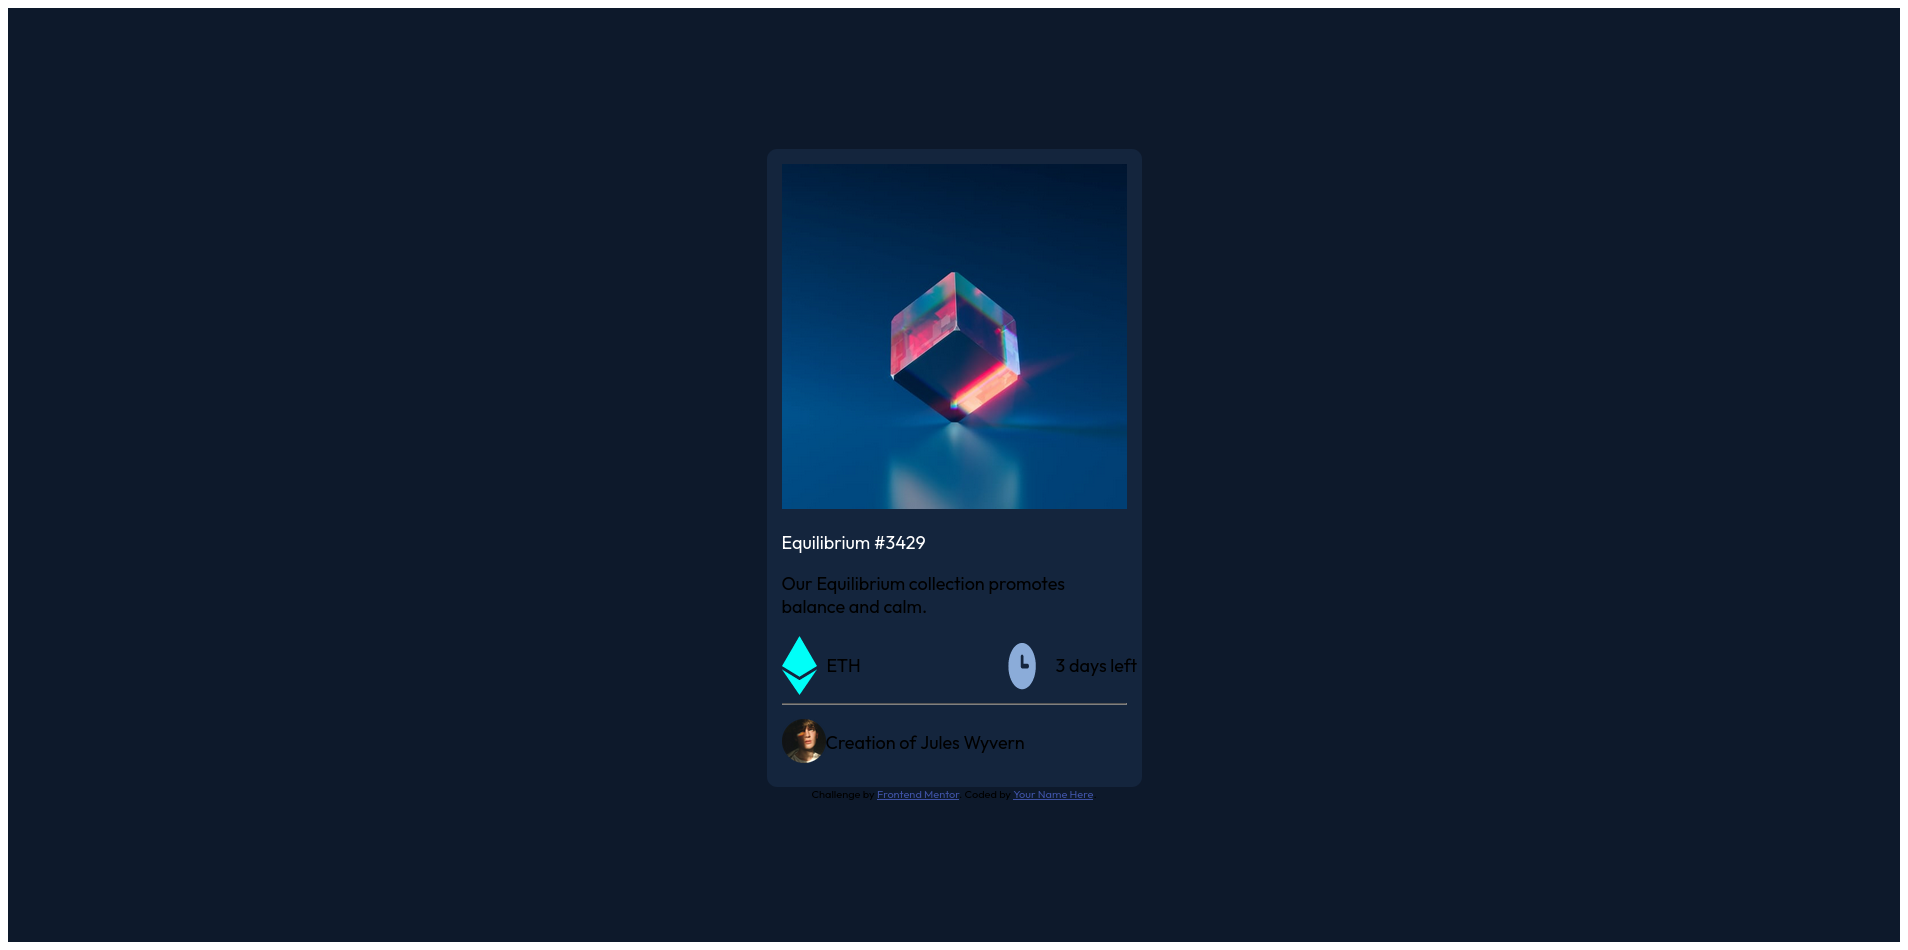 Equilibrium #3429
Our Equilibrium collection promotes
balance and calm.
ETH
3 days left
Creation of Jules Wyvern
Challenge by Frontend Mentor. Coded by Your Name Here